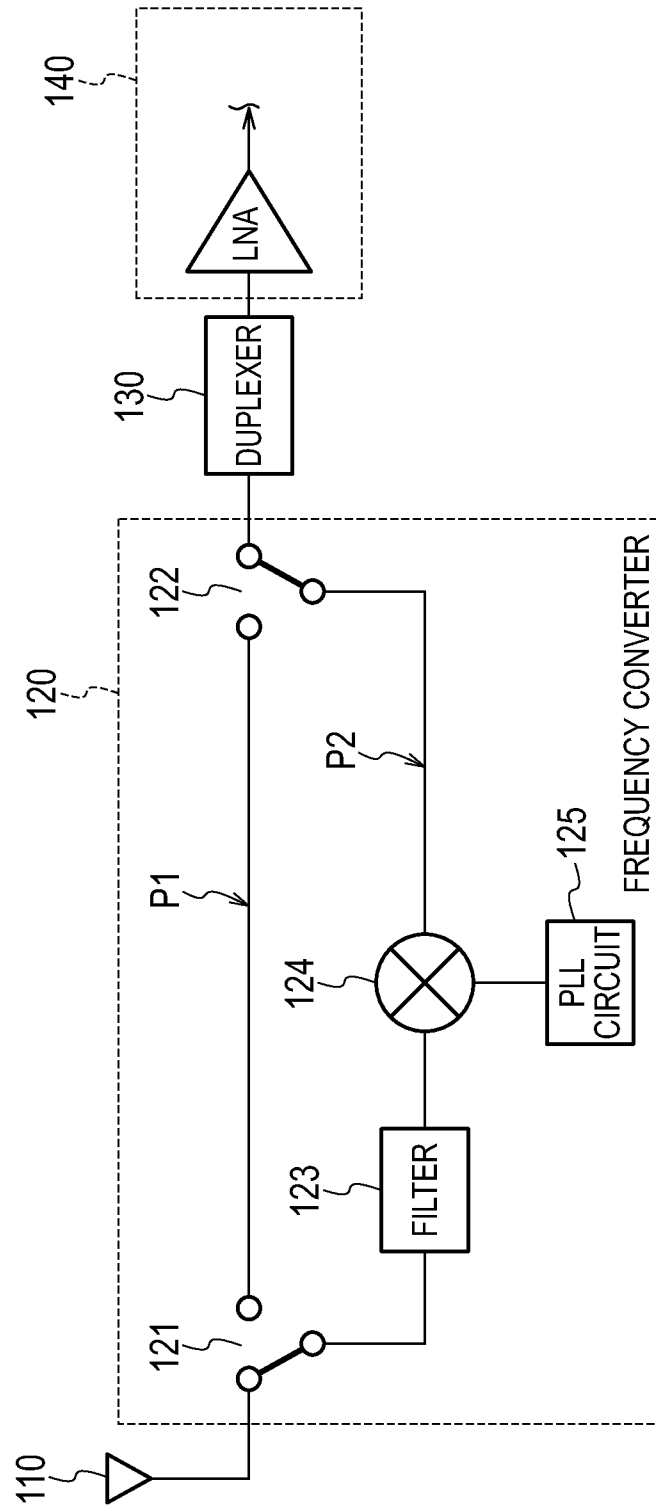 110
120
121
122
P1
P2
123
FILTER
124
125
PLL
CIRCUIT
FREQUENCY CONVERTER
130
DUPLEXER
140
LNA